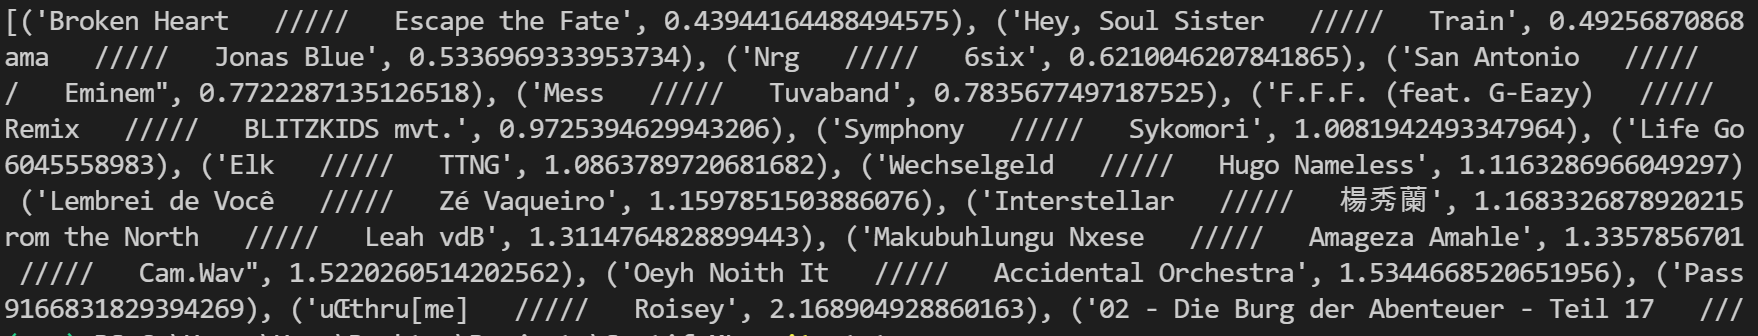 [('Broken Heart   /////   Escape the Fate', 0.43944164488494575), ('Hey, Soul Sister   /////   Train', 0.49256870868
ama   /////   Jonas Blue', 0.5336969333953734), ('Nrg   /////   6six', 0.6210046207841865), ('San Antonio   /////
/   Eminem", 0.7722287135126518), ('Mess   /////   Tuvaband', 0.7835677497187525), ('F.F.F. (feat. G-Eazy)   /////
Remix   /////   BLITZKIDS mvt.', 0.9725394629943206), ('Symphony   /////   Sykomori', 1.0081942493347964), ('Life Go
6045558983), ('Elk   /////   TTNG', 1.0863789720681682), ('Wechselgeld   /////   Hugo Nameless', 1.1163286966049297)
('Lembrei de Você   /////   Zé Vaqueiro', 1.1597851503886076), ('Interstellar   /////   楊秀蘭', 1.1683326878920215
rom the North   /////   Leah vdB', 1.3114764828899443), ('Makubuhlungu Nxese   /////   Amageza Amahle', 1.3357856701
/////   Cam.Wav", 1.5220260514202562), ('Oeyh Noith It   /////   Accidental Orchestra', 1.5344668520651956), ('Pass
9166831829394269), ('uŒthru[me]   /////   Roisey', 2.168904928860163), ('02 - Die Burg der Abenteuer - Teil 17   ///